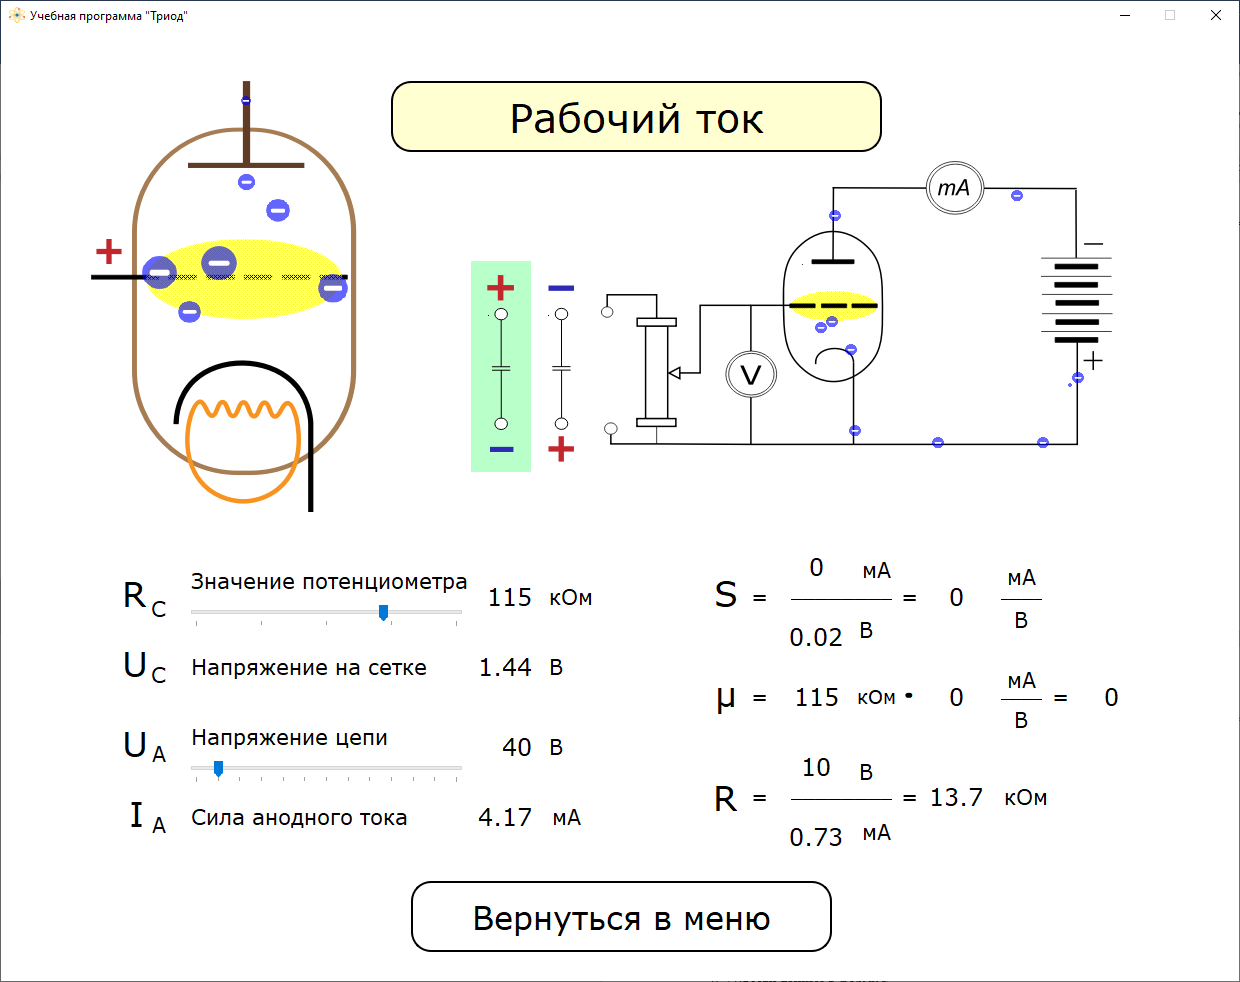 Учебная программа "Триод"
Рабочий ток
mA
+
−
−
+
V
+
−
+
−
+
R C Значение потенциометра 115 кОм
U C Напряжение на сетке 1.44 В
U A Напряжение цепи 40 В
I A Сила анодного тока 4.17 мА
0 мА мА
S = = 0
0.02 В В
мА
μ = 115 кОм • 0 = 0
В
10 В
R = = 13.7 кОм
0.73 мА
Вернуться в меню